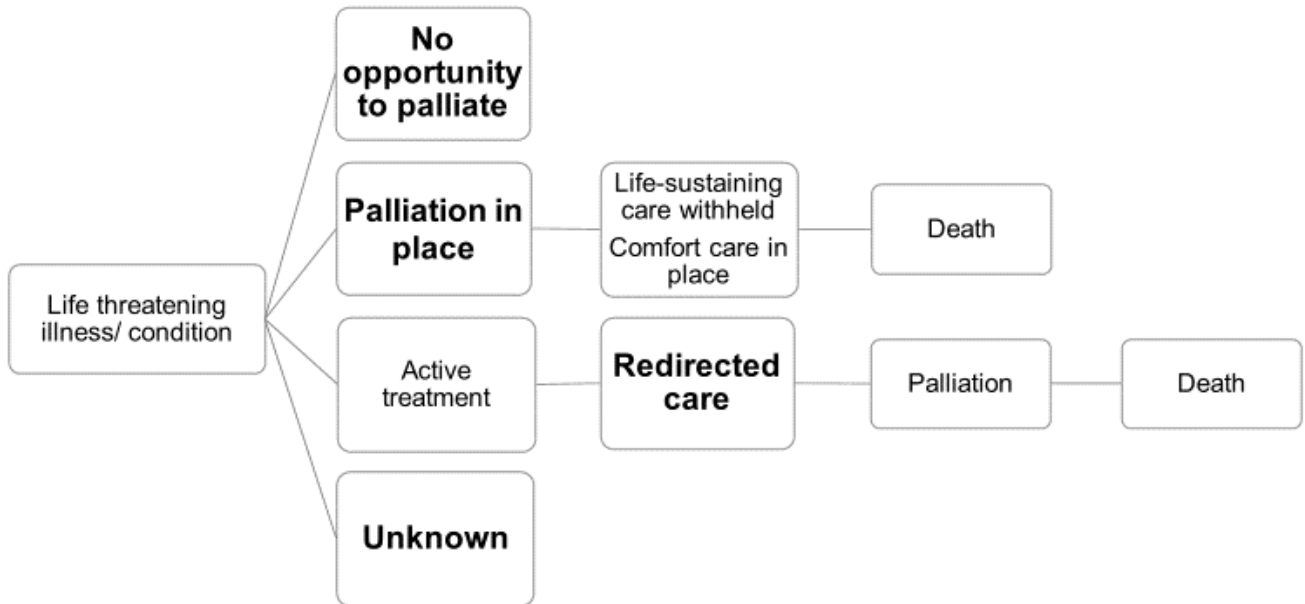 No
opportunity
to palliate
Palliation in
place
Life-sustaining
care withheld
Comfort care in
place
Death
Life threatening
illness/ condition
Active
treatment
Redirected
care
Palliation
Death
Unknown